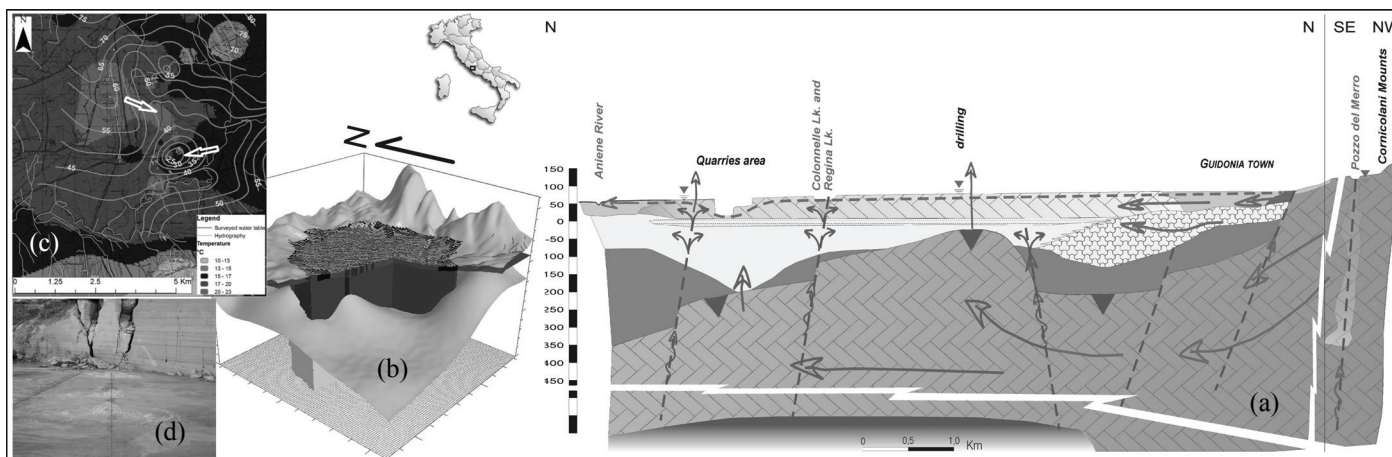 N
(c)
Legend
Surveyed water table
Hydrography
Temperature
°C
10 -13
13 - 15
15 - 17
17 - 20
20 - 23
0
2.5
5 Km
(d)
N
(b)
N
N
SE
NW
Aniene River
Quarries area
Colonnelle Lk. and
Regina Lk.
drilling
GUIDONIA TOWN
Pozzo del Merro
Cornicolani Mounts
150
100
50
0
50
100
150
200
250
300
350
400
450
(a)
0
0,5
1,0
Km